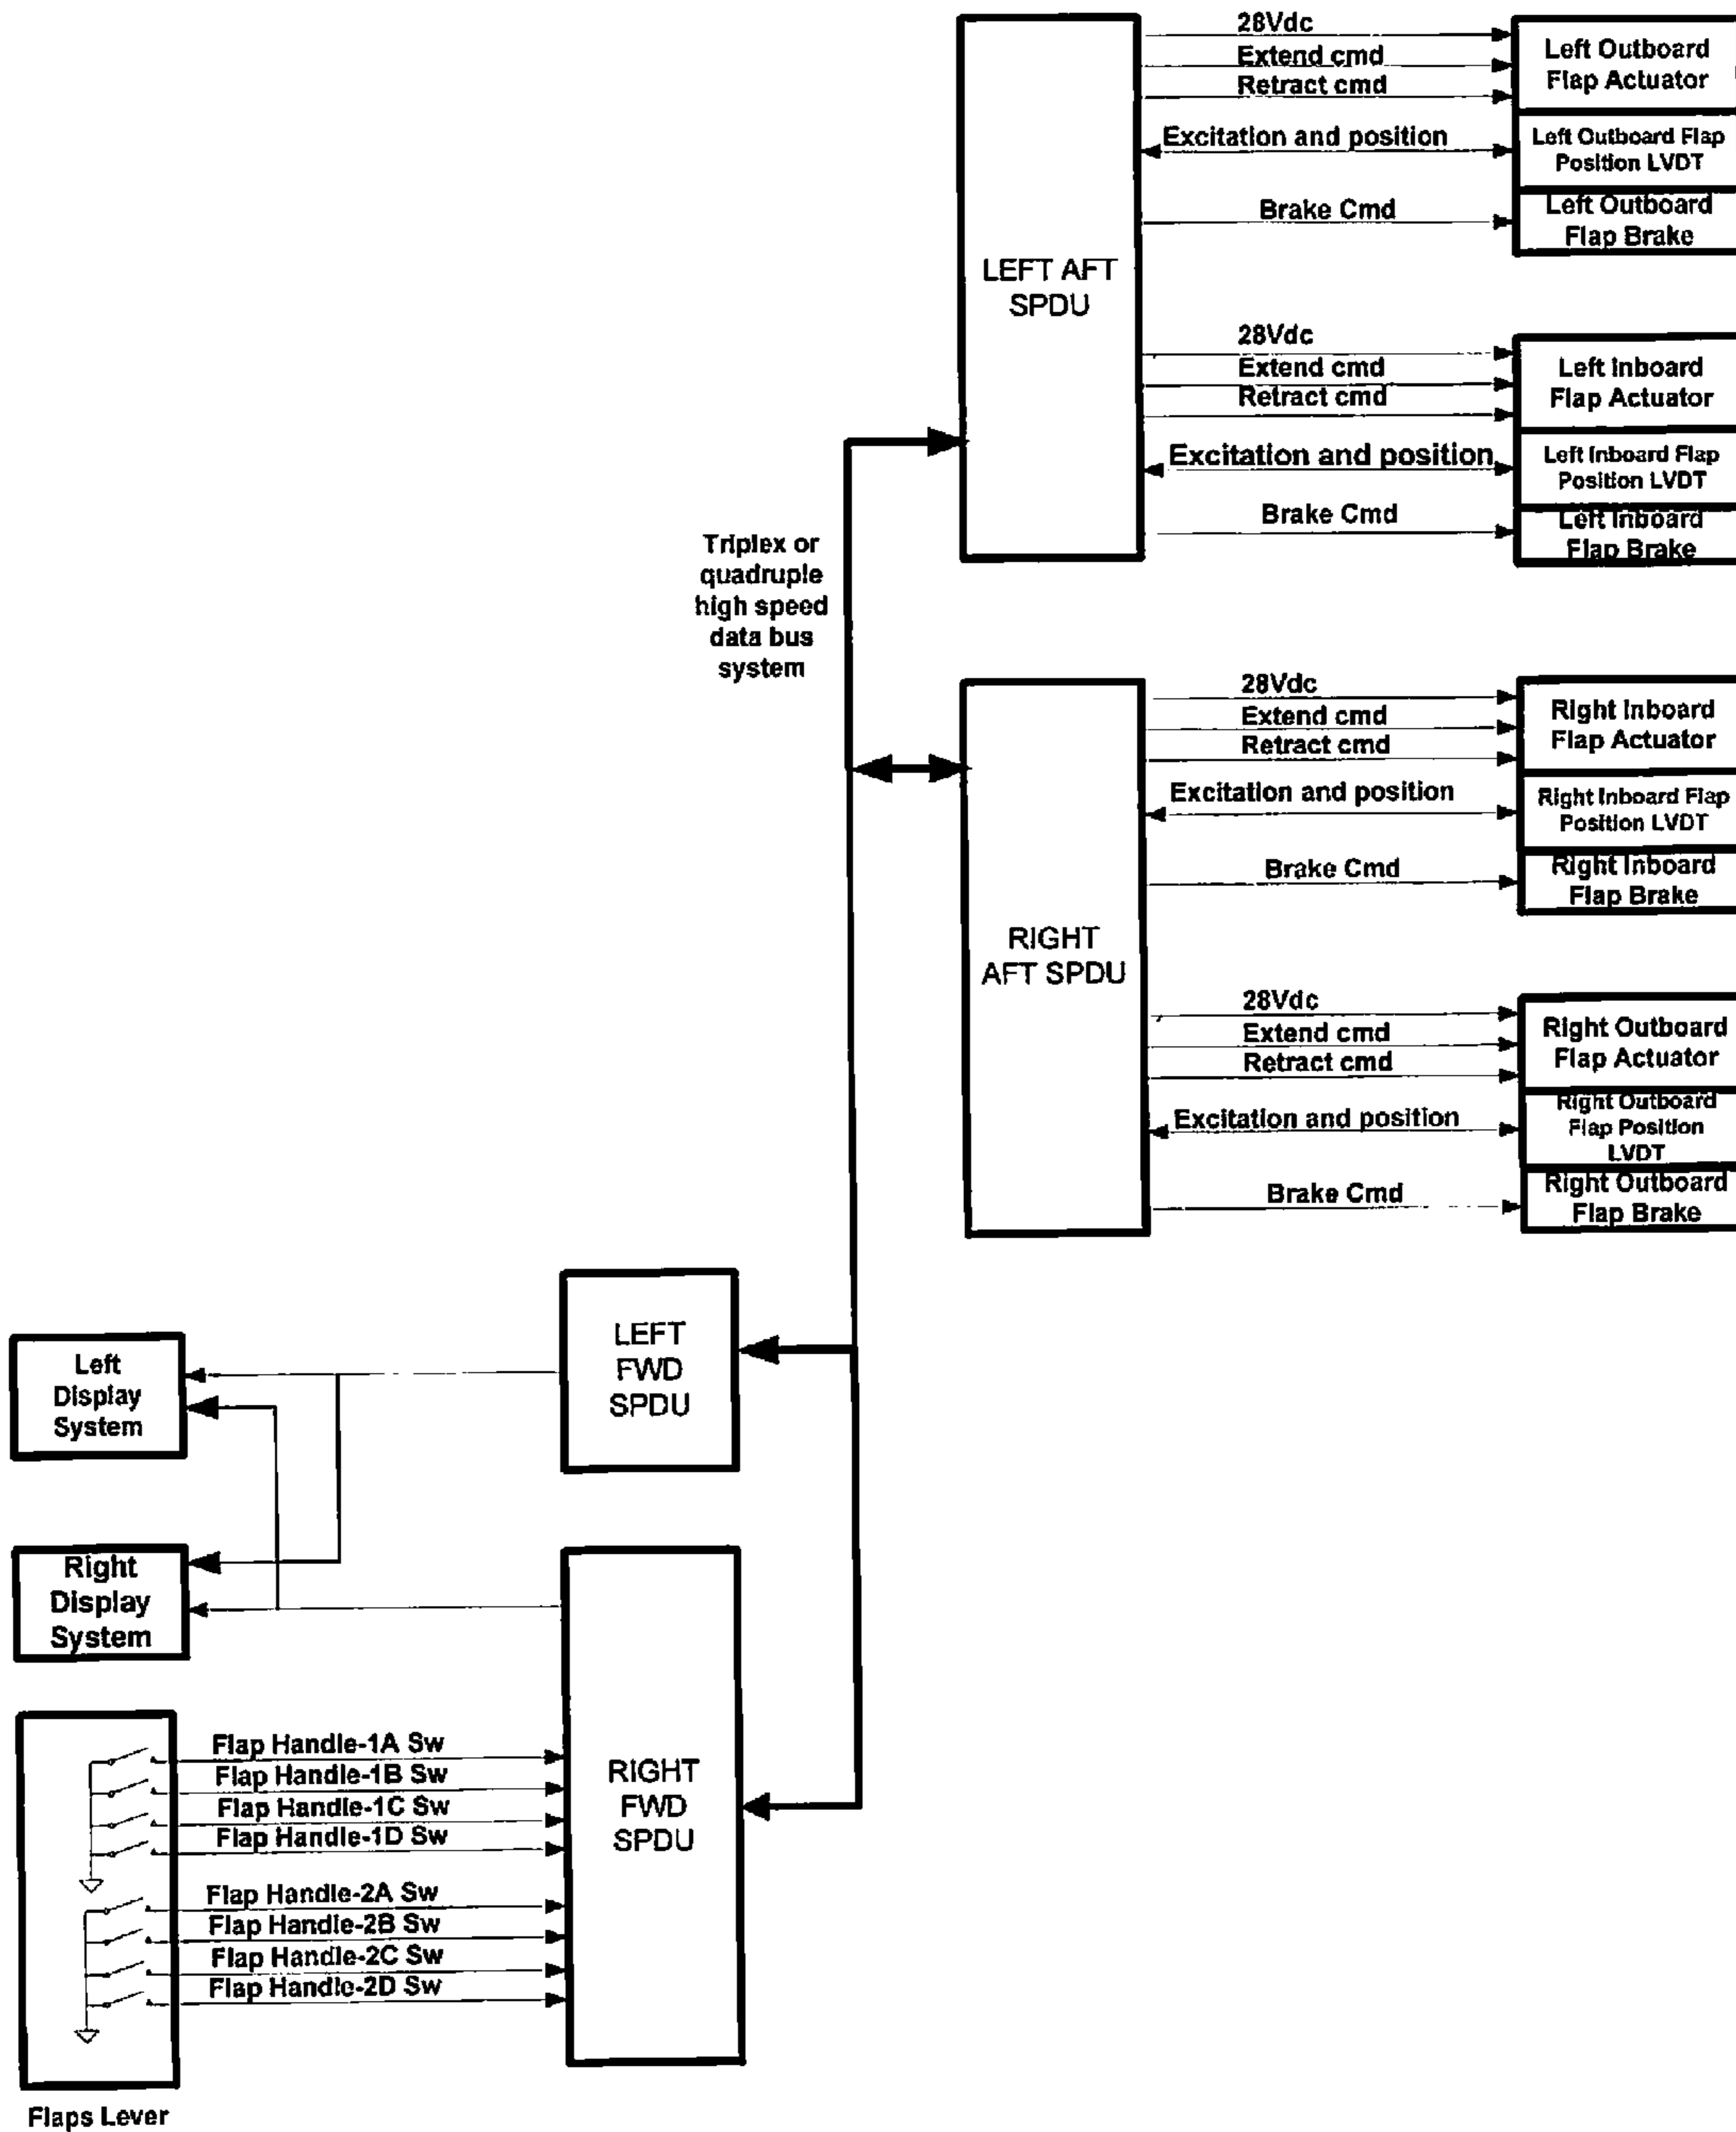 28Vdc
Extend cmd
Retract cmd
Excitation and position
Brake Cmd
Left Outboard
Flap Actuator
Left Outboard Flap
Position LVDT
Left Outboard
Flap Brake
LEFT AFT
SPDU
28Vdc
Extend cmd
Retract cmd
Excitation and position
Brake Cmd
Left Inboard
Flap Actuator
Left Inboard Flap
Position LVDT
Left Inboard
Flap Brake
Triplex or
quadruple
high speed
data bus
system
28Vdc
Extend cmd
Retract cmd
Excitation and position
Brake Cmd
Right Inboard
Flap Actuator
Right Inboard Flap
Position LVDT
Right Inboard
Flap Brake
RIGHT
AFT SPDU
28Vdc
Extend cmd
Retract cmd
Excitation and position
Brake Cmd
Right Outboard
Flap Actuator
Right Outboard
Flap Position
LVDT
Right Outboard
Flap Brake
LEFT
FWD
SPDU
Left
Display
System
Right
Display
System
Flap Handle-1A Sw
Flap Handle-1B Sw
Flap Handle-1C Sw
Flap Handle-1D Sw
Flap Handle-2A Sw
Flap Handle-2B Sw
Flap Handle-2C Sw
Flap Handle-2D Sw
RIGHT
FWD
SPDU
Flaps Lever